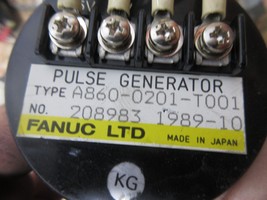 PULSE GENERATOR
TYPE A860-0201-T001
NO. 208983 1989-10
FANUC LTD MADE IN JAPAN
KG